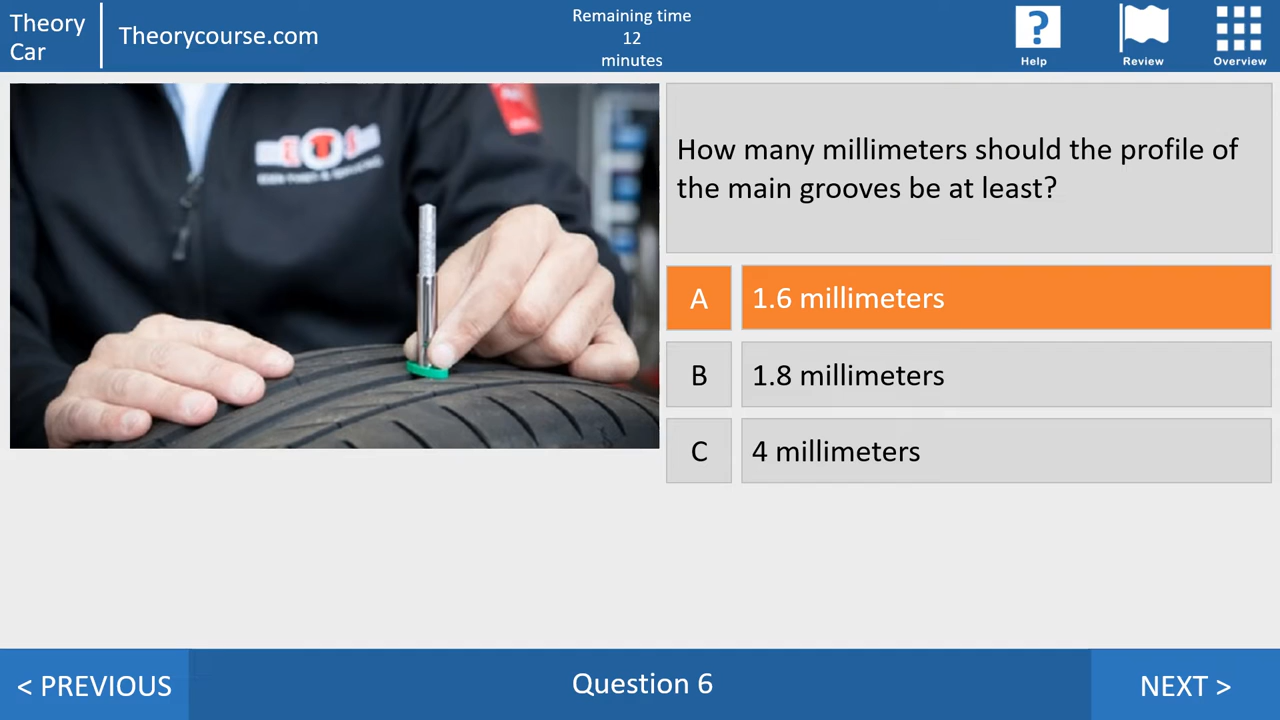 Theory
Car
Theorycourse.com
Remaining time
12
minutes
Help
Review
Overview
How many millimeters should the profile of
the main grooves be at least?
A
1.6 millimeters
B
1.8 millimeters
C
4 millimeters
< PREVIOUS
Question 6
NEXT >